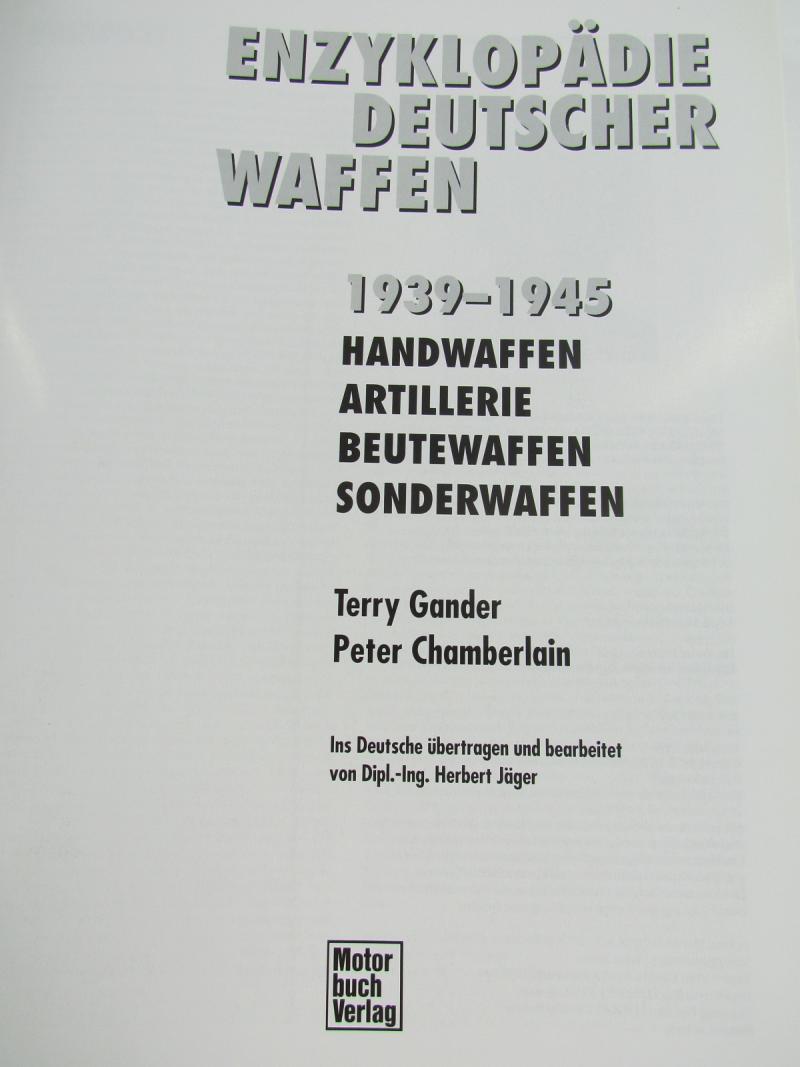 ENZYKLOPÄDIE
DEUTSCHER
WAFFEN
1939–1945
HANDWAFFEN
ARTILLERIE
BEUTEWAFFEN
SONDERWAFFEN
Terry Gander
Peter Chamberlain
Ins Deutsche übertragen und bearbeitet
von Dipl.-Ing. Herbert Jäger
Motor
buch
Verlag